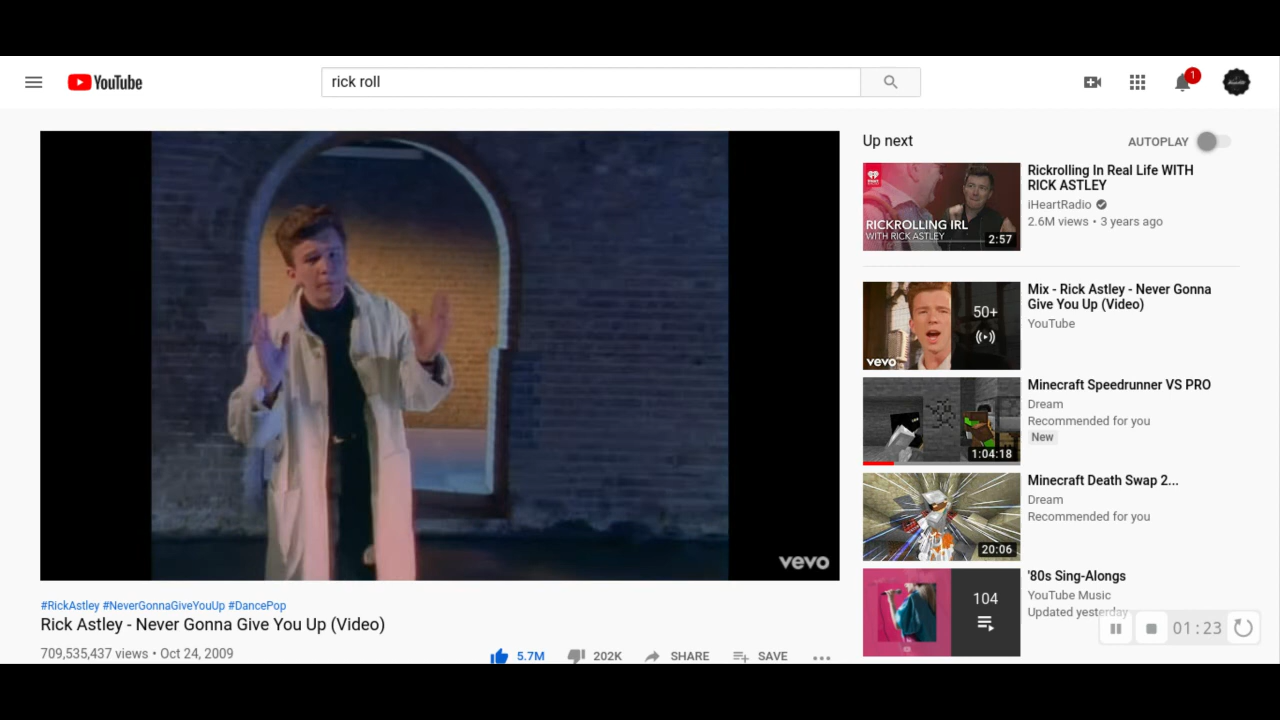 YouTube
rick roll
1
vevo
#RickAstley #NeverGonnaGiveYouUp #DancePop
Rick Astley - Never Gonna Give You Up (Video)
709,535,437 views • Oct 24, 2009
5.7M
202K
SHARE
SAVE
Up next
AUTOPLAY
RICKROLLING IRL
WITH RICK ASTLEY
2:57
Rickrolling In Real Life WITH
RICK ASTLEY
iHeartRadio
2.6M views • 3 years ago
50+
vevo
Mix - Rick Astley - Never Gonna
Give You Up (Video)
YouTube
1:04:18
Minecraft Speedrunner VS PRO
Dream
Recommended for you
New
20:06
Minecraft Death Swap 2...
Dream
Recommended for you
104
'80s Sing-Alongs
YouTube Music
Updated yesterday
01:23